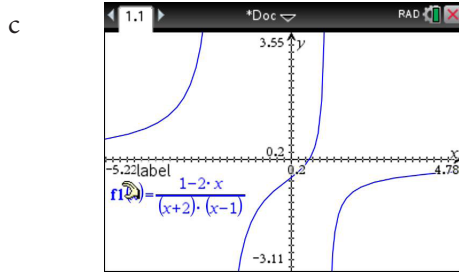 c
1.1 *Doc RAD
3.55 y
0.2 x
-5.22 label 0.2 4.78
f1(x)=(1-2·x)/((x+2)·(x-1))
-3.11